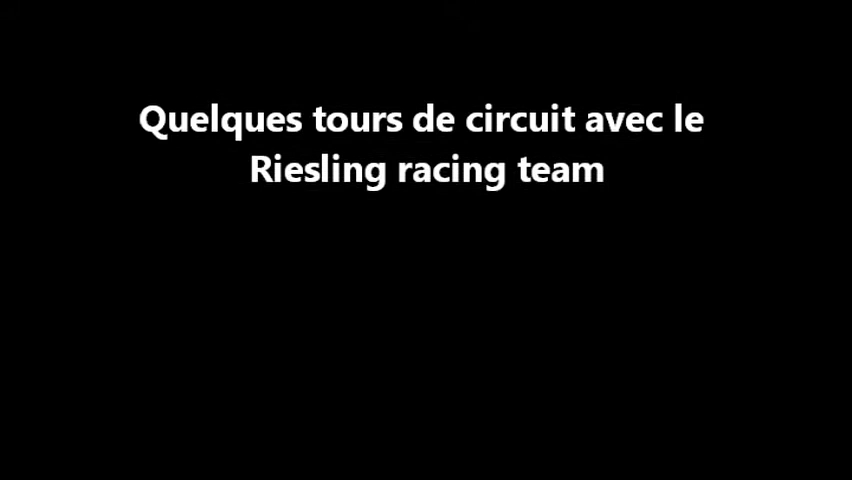 Quelques tours de circuit avec le
Riesling racing team